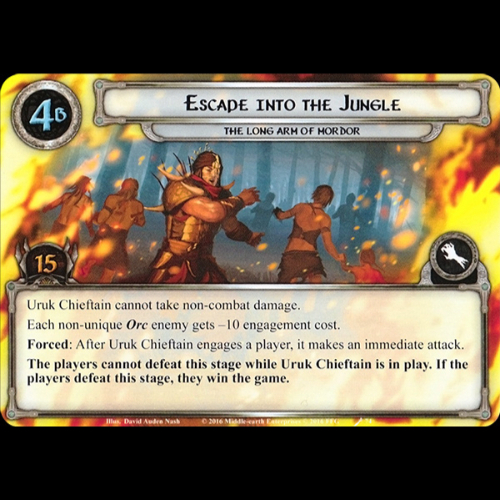 4B
ESCAPE INTO THE JUNGLE
THE LONG ARM OF MORDOR
15
Uruk Chieftain cannot take non-combat damage.
Each non-unique Orc enemy gets –10 engagement cost.
Forced: After Uruk Chieftain engages a player, it makes an immediate attack.
The players cannot defeat this stage while Uruk Chieftain is in play. If the
players defeat this stage, they win the game.
Illus. David Auden Nash © 2016 Middle-earth Enterprises © 2016 FFG